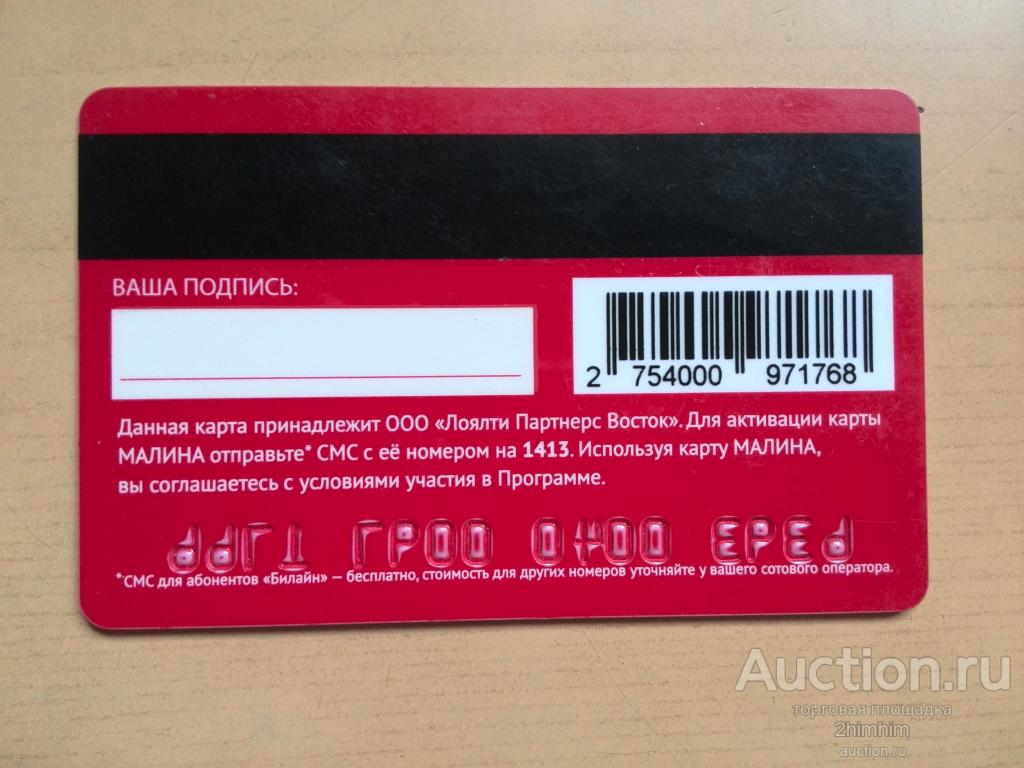 ВАША ПОДПИСЬ:
2 754000 971768
Данная карта принадлежит ООО «Лоялти Партнерс Восток». Для активации карты
МАЛИНА отправьте* СМС с её номером на 1413. Используя карту МАЛИНА,
вы соглашаетесь с условиями участия в Программе.
*СМС для абонентов «Билайн» — бесплатно, стоимость для других номеров уточняйте у вашего сотового оператора.
Auction.ru
торговая площадка
2himhim
auction.ru